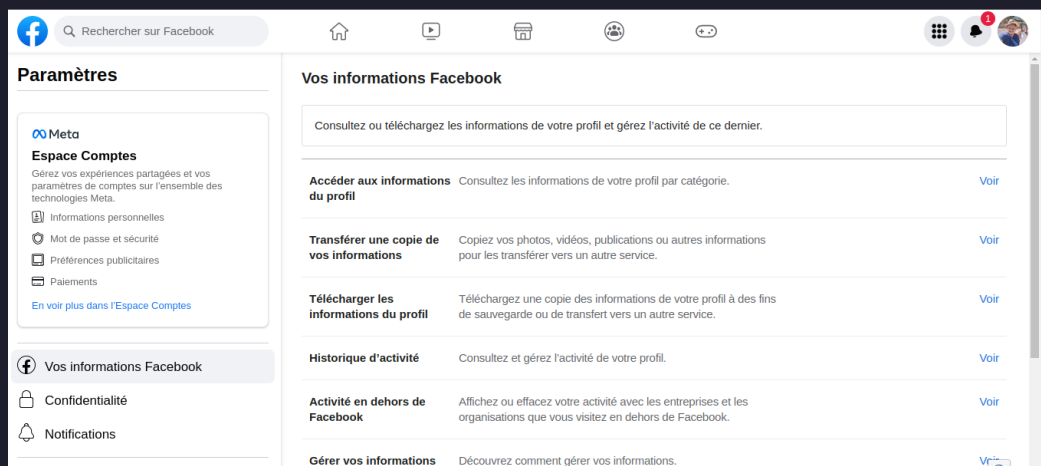 Rechercher sur Facebook
1
Paramètres
Meta
Espace Comptes
Gérez vos expériences partagées et vos
paramètres de comptes sur l'ensemble des
technologies Meta.
Informations personnelles
Mot de passe et sécurité
Préférences publicitaires
Paiements
En voir plus dans l'Espace Comptes
Vos informations Facebook
Confidentialité
Notifications
Vos informations Facebook
Consultez ou téléchargez les informations de votre profil et gérez l'activité de ce dernier.
Accéder aux informations du profil
Consultez les informations de votre profil par catégorie.
Voir
Transférer une copie de
vos informations
Copiez vos photos, vidéos, publications ou autres informations
pour les transférer vers un autre service.
Voir
Télécharger les
informations du profil
Téléchargez une copie des informations de votre profil à des fins
de sauvegarde ou de transfert vers un autre service.
Voir
Historique d'activité
Consultez et gérez l'activité de votre profil.
Voir
Activité en dehors de
Facebook
Affichez ou effacez votre activité avec les entreprises et les
organisations que vous visitez en dehors de Facebook.
Voir
Gérer vos informations
Découvrez comment gérer vos informations.
Voir